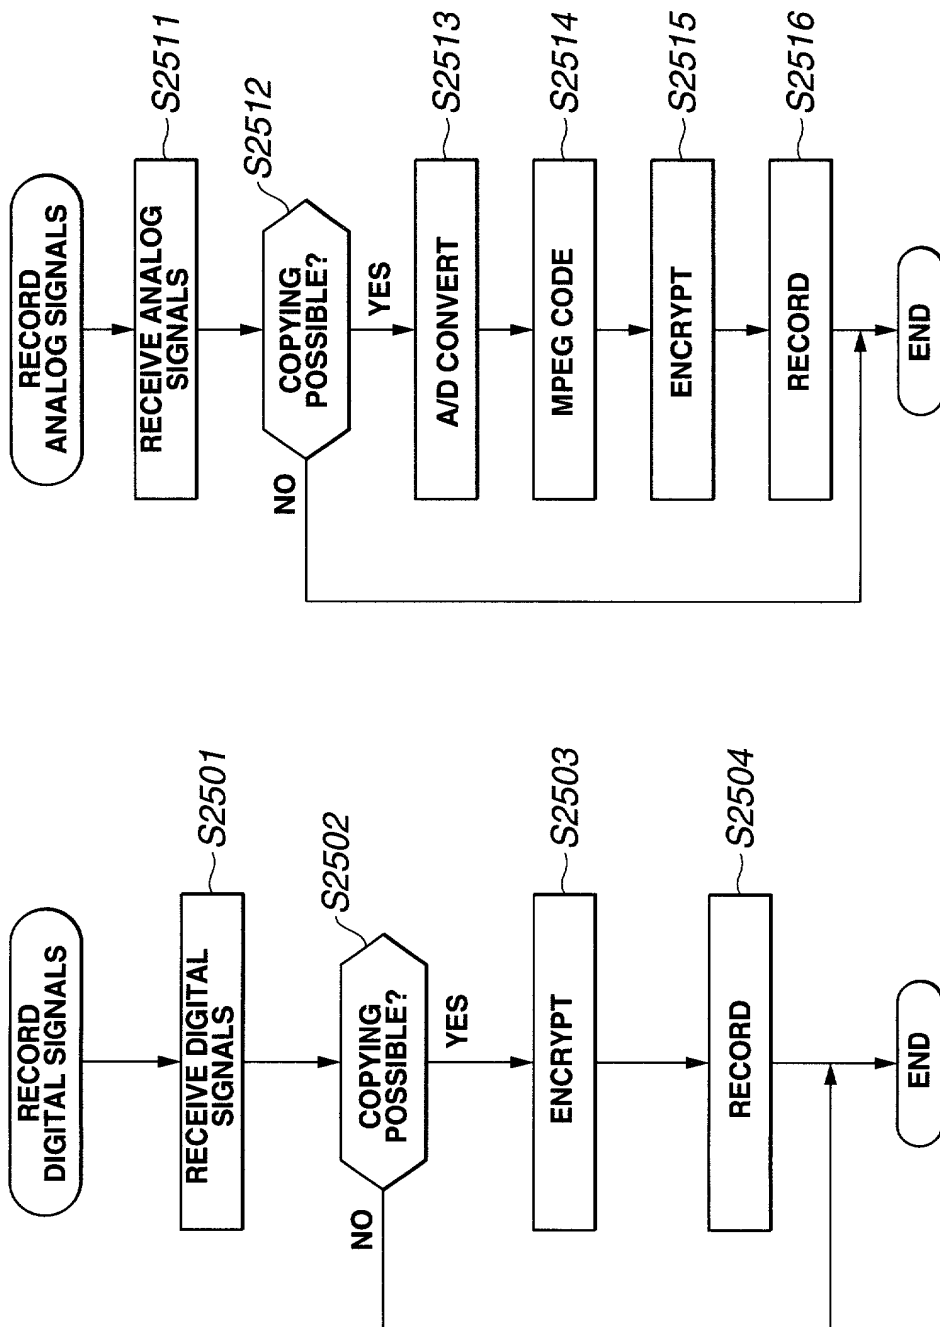 RECORD
DIGITAL SIGNALS
RECEIVE DIGITAL
SIGNALS
S2501
COPYING
POSSIBLE?
S2502
NO
YES
ENCRYPT
S2503
RECORD
S2504
END
RECORD
ANALOG SIGNALS
RECEIVE ANALOG
SIGNALS
S2511
COPYING
POSSIBLE?
S2512
NO
YES
A/D CONVERT
S2513
MPEG CODE
S2514
ENCRYPT
S2515
RECORD
S2516
END